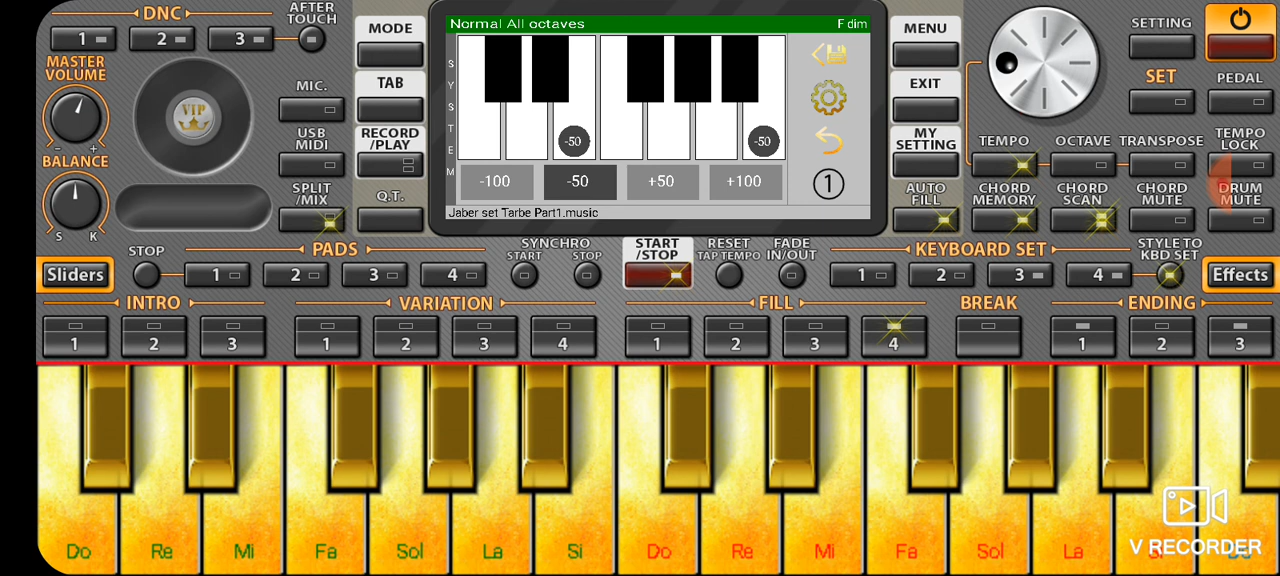 DNC
1 2 3
AFTER
TOUCH
MASTER
VOLUME
- +
BALANCE
S K
VIP
MIC.
USB
MIDI
SPLIT
/MIX
MODE
TAB
RECORD
/PLAY
Q.T.
Normal All octaves F dim
S
Y
S
T
E
M
-50 -50
-100 -50 +50 +100
1
Jaber set Tarbe Part1.music
MENU
EXIT
MY
SETTING
AUTO
FILL
SETTING
SET
PEDAL
TEMPO OCTAVE TRANSPOSE TEMPO
LOCK
CHORD
MEMORY
CHORD
SCAN
CHORD
MUTE
DRUM
MUTE
Sliders
STOP
PADS
1 2 3 4
SYNCHRO
START STOP
START
/STOP
RESET
TAP TEMPO
FADE
IN/OUT
KEYBOARD SET
1 2 3 4
STYLE TO
KBD SET
Effects
INTRO VARIATION FILL BREAK ENDING
1 2 3 1 2 3 4 1 2 3 4 1 2 3
Do Re Mi Fa Sol La Si Do Re Mi Fa Sol La
V RECORDER